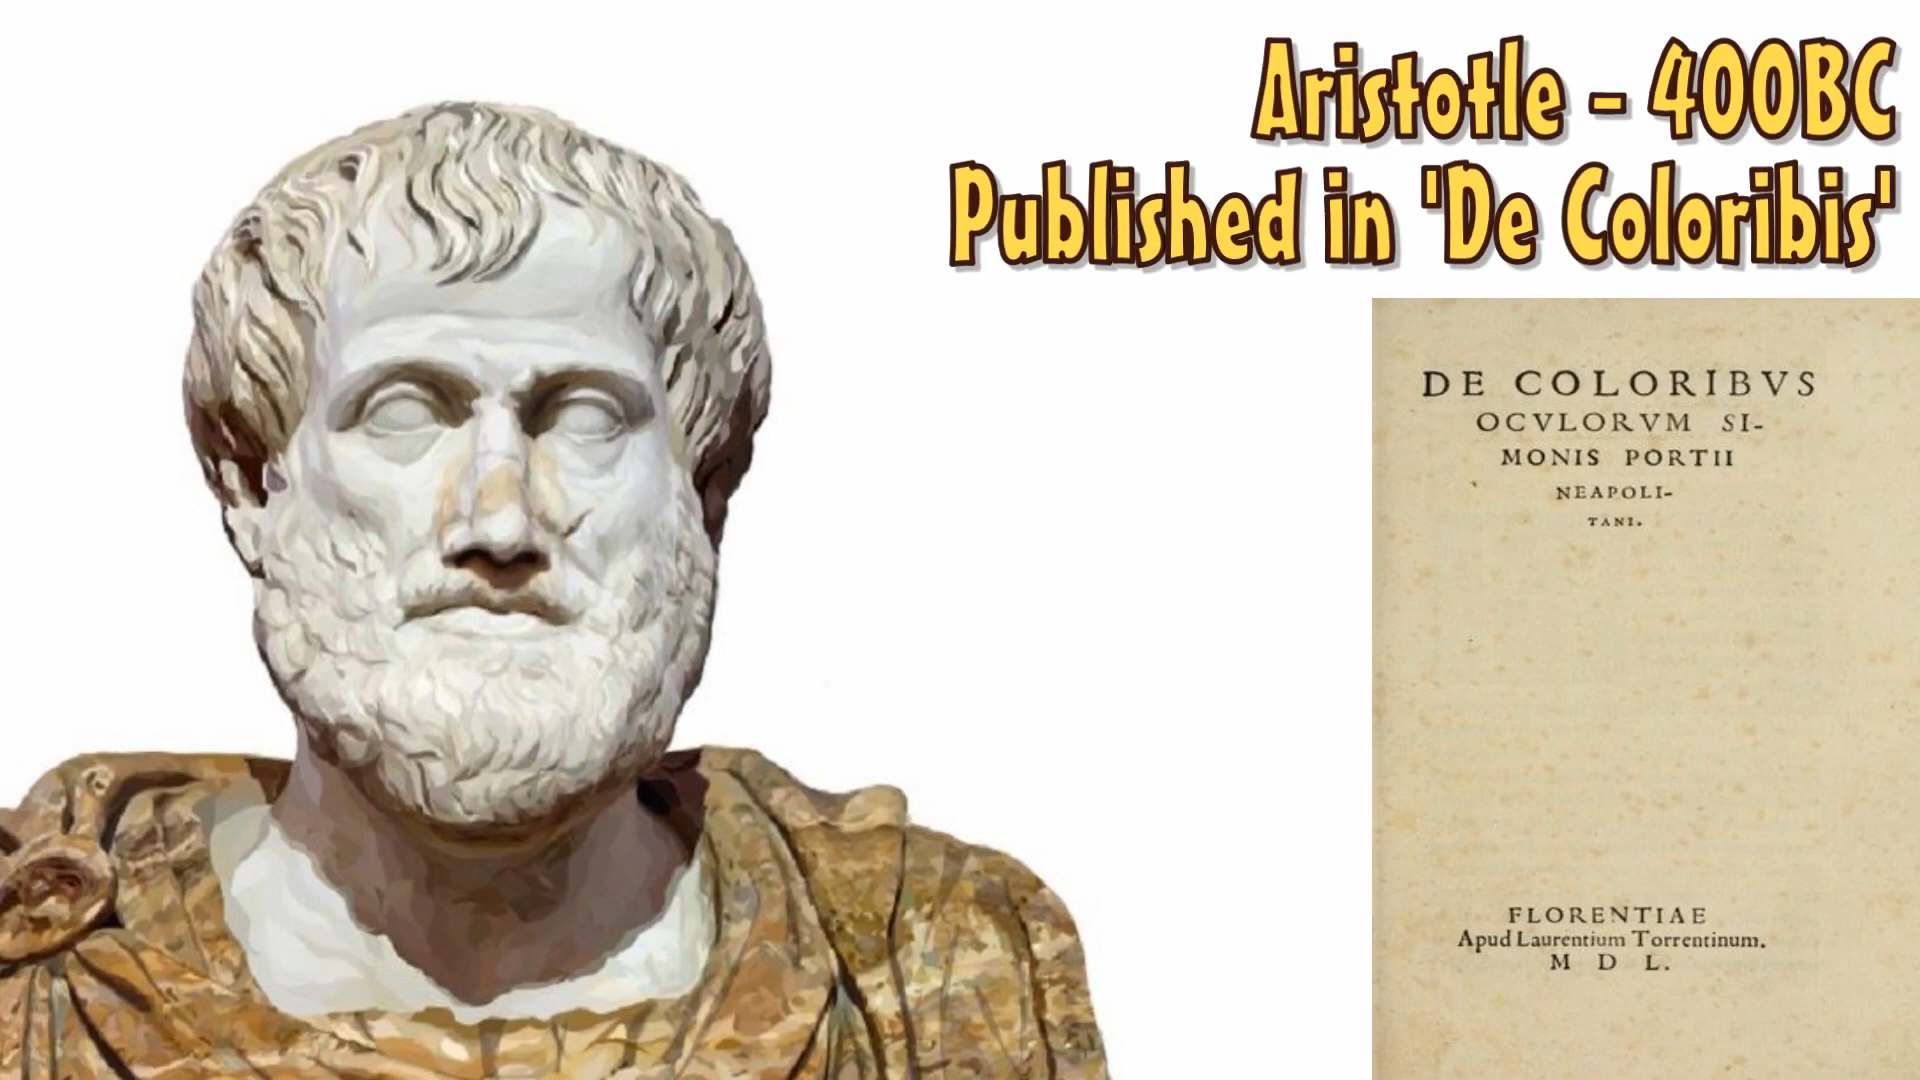 Aristotle - 400BC
Published in 'De Coloribis'
DE COLORIBVS
OCVLORVM SI-
MONIS PORTII
NEAPOLI-
TANI.
FLORENTIAE
Apud Laurentium Torrentinum.
M D L.